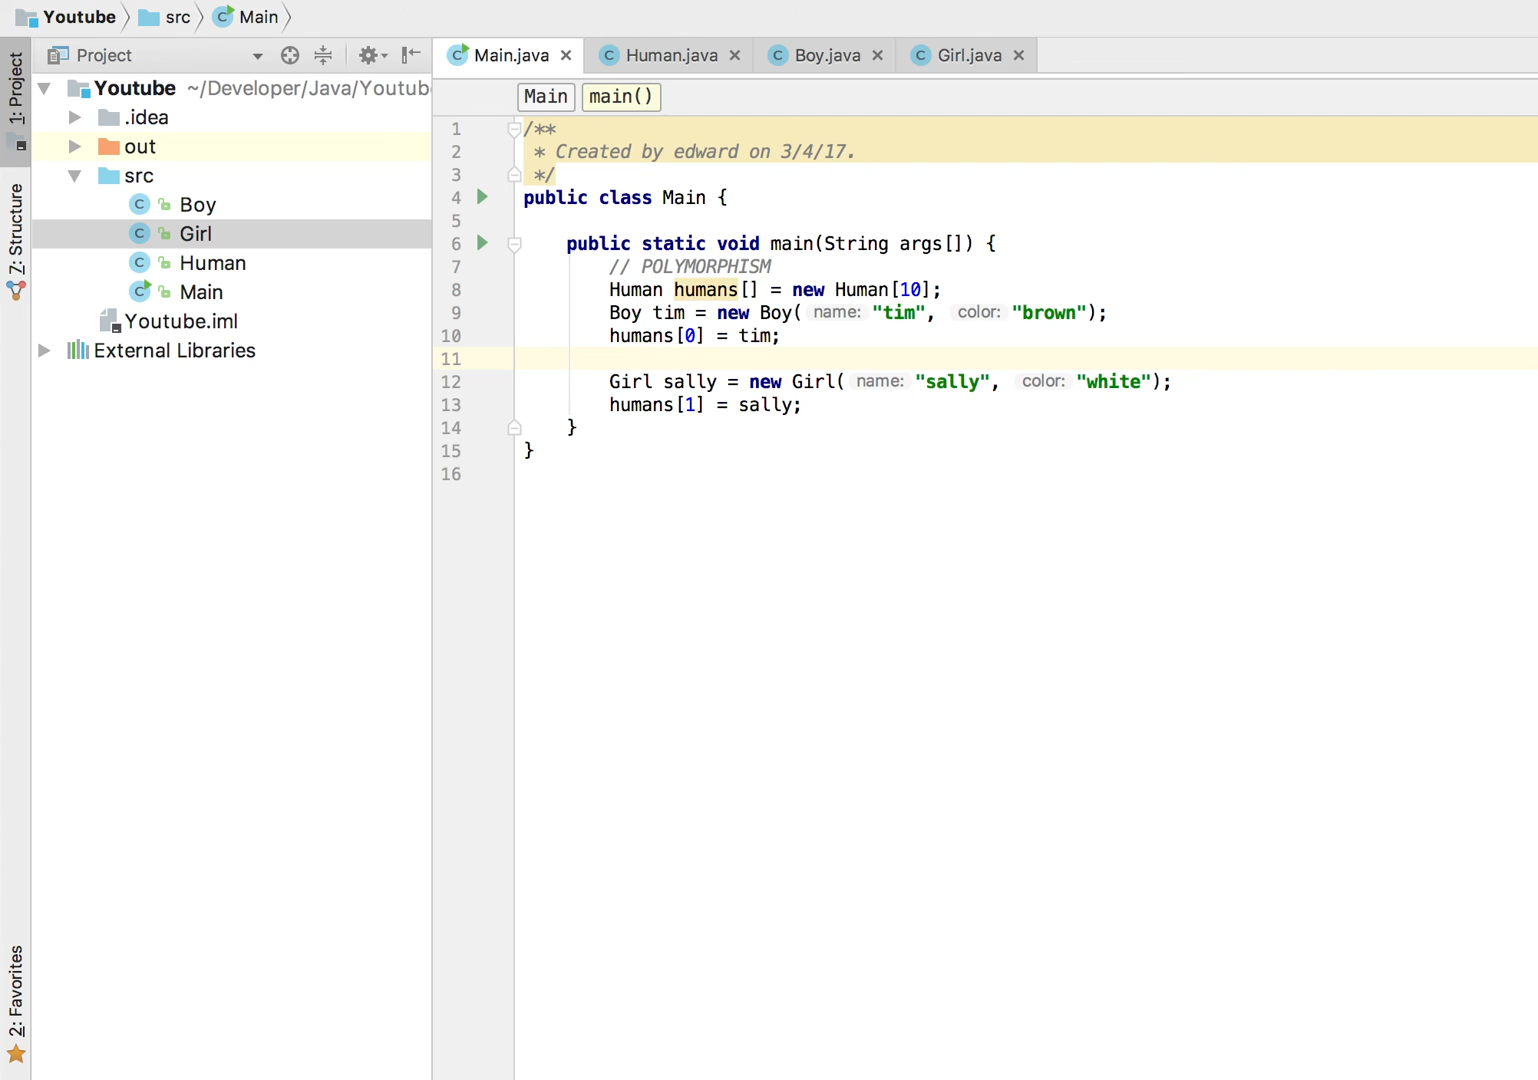 Youtube src Main
1: Project
Z: Structure
2: Favorites
Project
Youtube ~/Developer/Java/Youtub
.idea
out
src
Boy
Girl
Human
Main
Youtube.iml
External Libraries
Main.java Human.java Boy.java Girl.java
Main main()
1 /**
2 * Created by edward on 3/4/17.
3 */
4 public class Main {
5
6 public static void main(String args[]) {
7 // POLYMORPHISM
8 Human humans[] = new Human[10];
9 Boy tim = new Boy( name: "tim", color: "brown");
10 humans[0] = tim;
11
12 Girl sally = new Girl( name: "sally", color: "white");
13 humans[1] = sally;
14 }
15 }
16